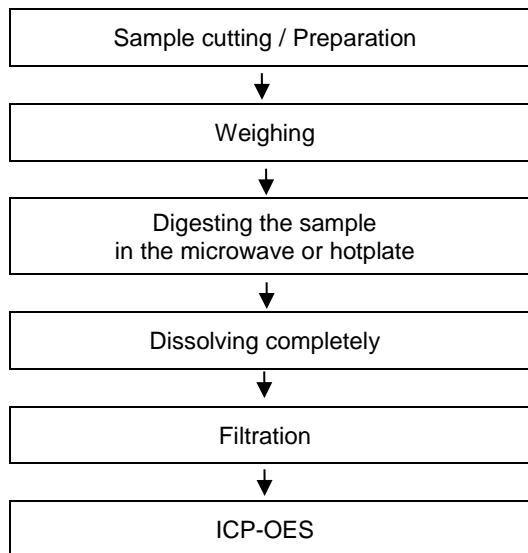 Sample cutting / Preparation
Weighing
Digesting the sample
in the microwave or hotplate
Dissolving completely
Filtration
ICP-OES